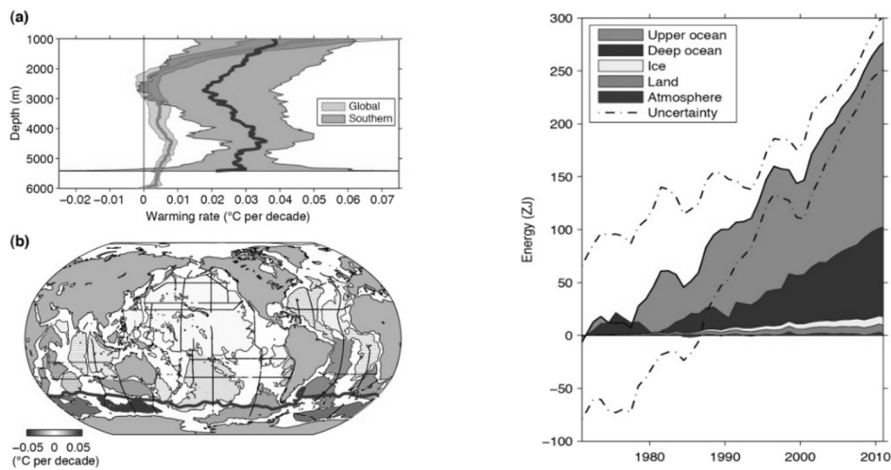 (a)
1000
2000
3000
4000
5000
6000
Depth (m)
Global
Southern
−0.02 −0.01 0 0.01 0.02 0.03 0.04 0.05 0.06 0.07
Warming rate (°C per decade)
(b)
−0.05 0 0.05
(°C per decade)
300
250
200
150
100
50
0
−50
−100
Energy (ZJ)
Upper ocean
Deep ocean
Ice
Land
Atmosphere
Uncertainty
1980 1990 2000 2010